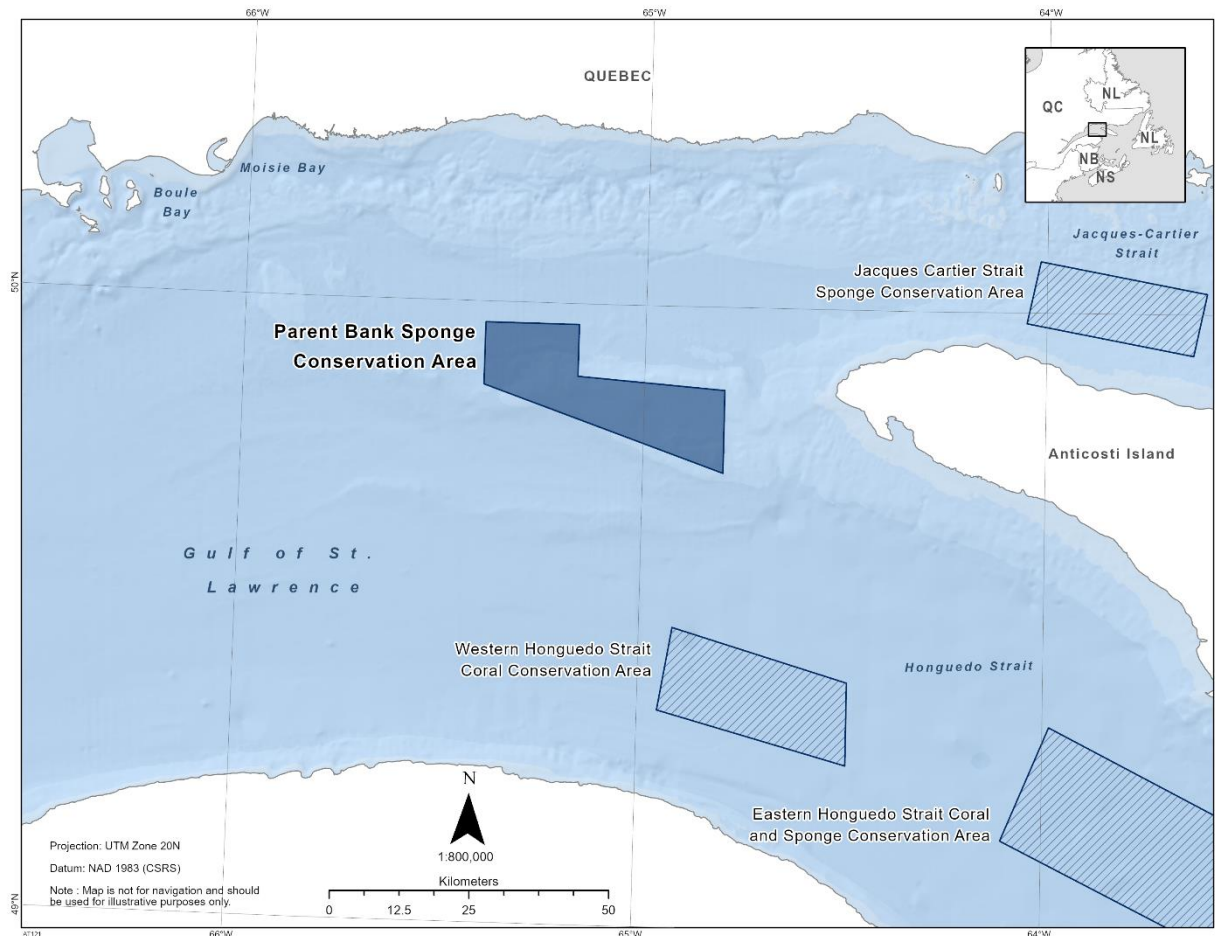 66°W
65°W
64°W
QUEBEC
QC
NL
NL
NB
NS
Moisie Bay
Boule
Bay
Jacques-Cartier
Strait
50°N
Jacques Cartier Strait
Sponge Conservation Area
Parent Bank Sponge
Conservation Area
Anticosti Island
Gulf of St.
Lawrence
Western Honguedo Strait
Coral Conservation Area
Honguedo Strait
N
1:800,000
Eastern Honguedo Strait Coral
and Sponge Conservation Area
Projection: UTM Zone 20N
Datum: NAD 1983 (CSRS)
Note : Map is not for navigation and should
be used for illustrative purposes only.
Kilometers
0 12.5 25 50
49°N
66°W
65°W
64°W